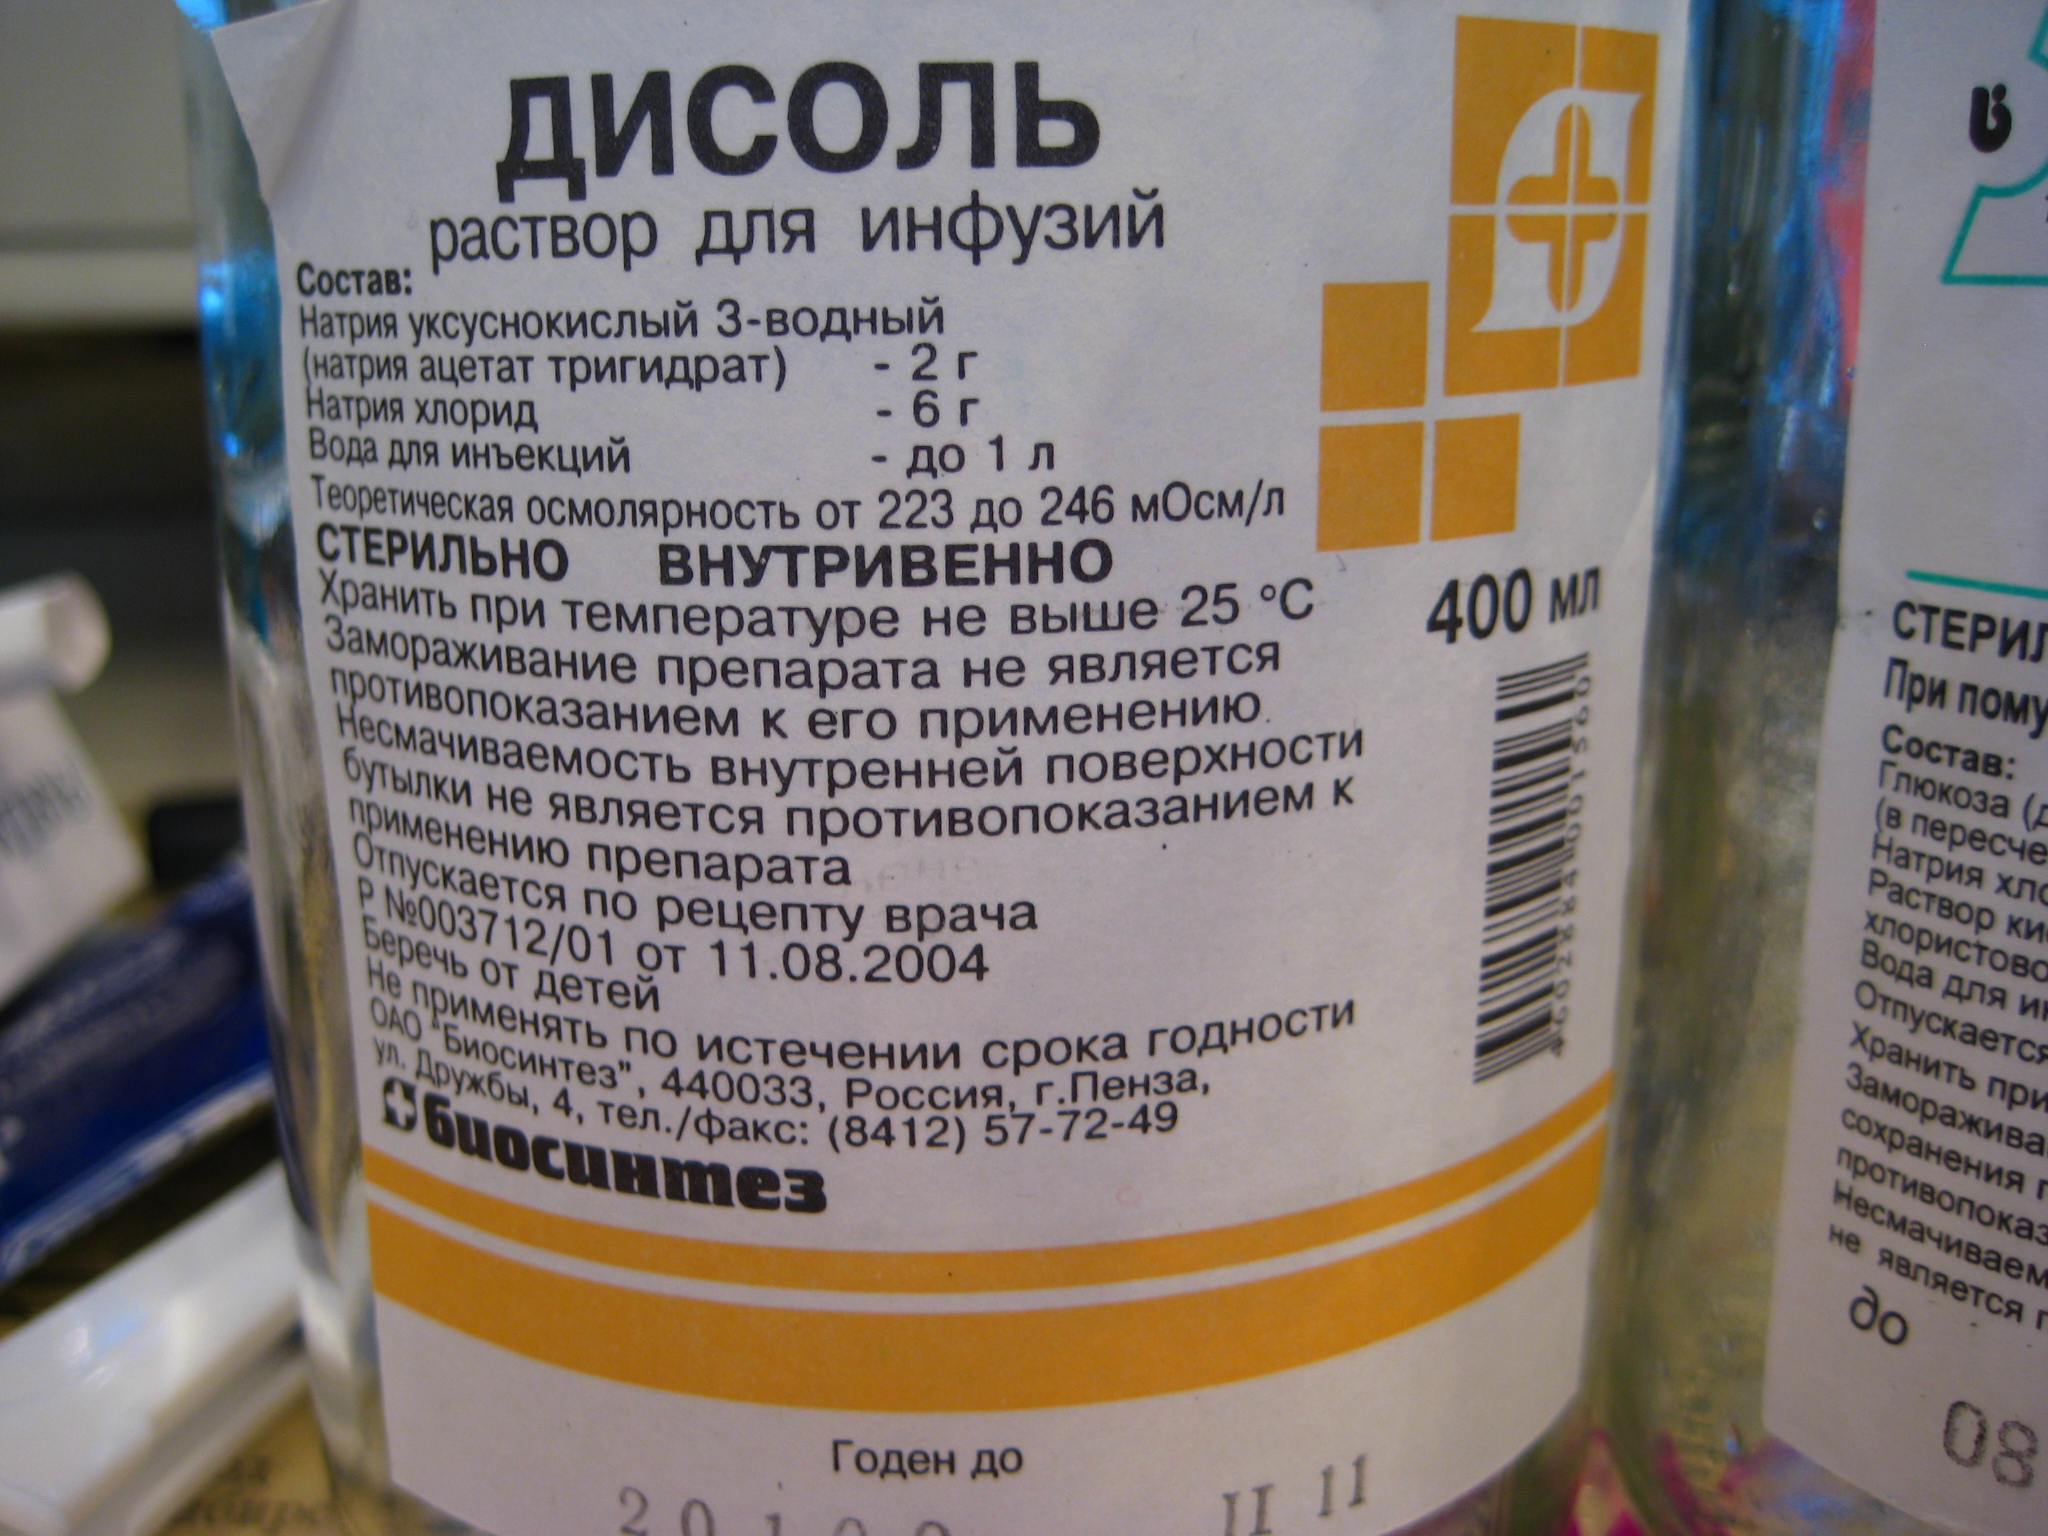 ДИСОЛЬ
раствор для инфузий
Состав:
Натрия уксуснокислый 3-водный
(натрия ацетат тригидрат) - 2 г
Натрия хлорид - 6 г
Вода для инъекций - до 1 л
Теоретическая осмолярность от 223 до 246 мОсм/л
СТЕРИЛЬНО ВНУТРИВЕННО
Хранить при температуре не выше 25 °С
Замораживание препарата не является
противопоказанием к его применению.
Несмачиваемость внутренней поверхности
бутылки не является противопоказанием к
применению препарата
Отпускается по рецепту врача
Р №003712/01 от 11.08.2004
Беречь от детей
Не применять по истечении срока годности
ОАО "Биосинтез", 440033, Россия, г.Пенза,
ул. Дружбы, 4, тел./факс: (8412) 57-72-49
биосинтез
400 мл
Годен до
II 11
СТЕРИЛ
При пому
Состав:
Глюкоза (д
(в пересче
Натрия хло
Раствор ки
хлористово
Вода для ин
Отпускается
Хранить при
Заморажива
сохранения п
противопоказ
Несмачиваем
не является п
до
08